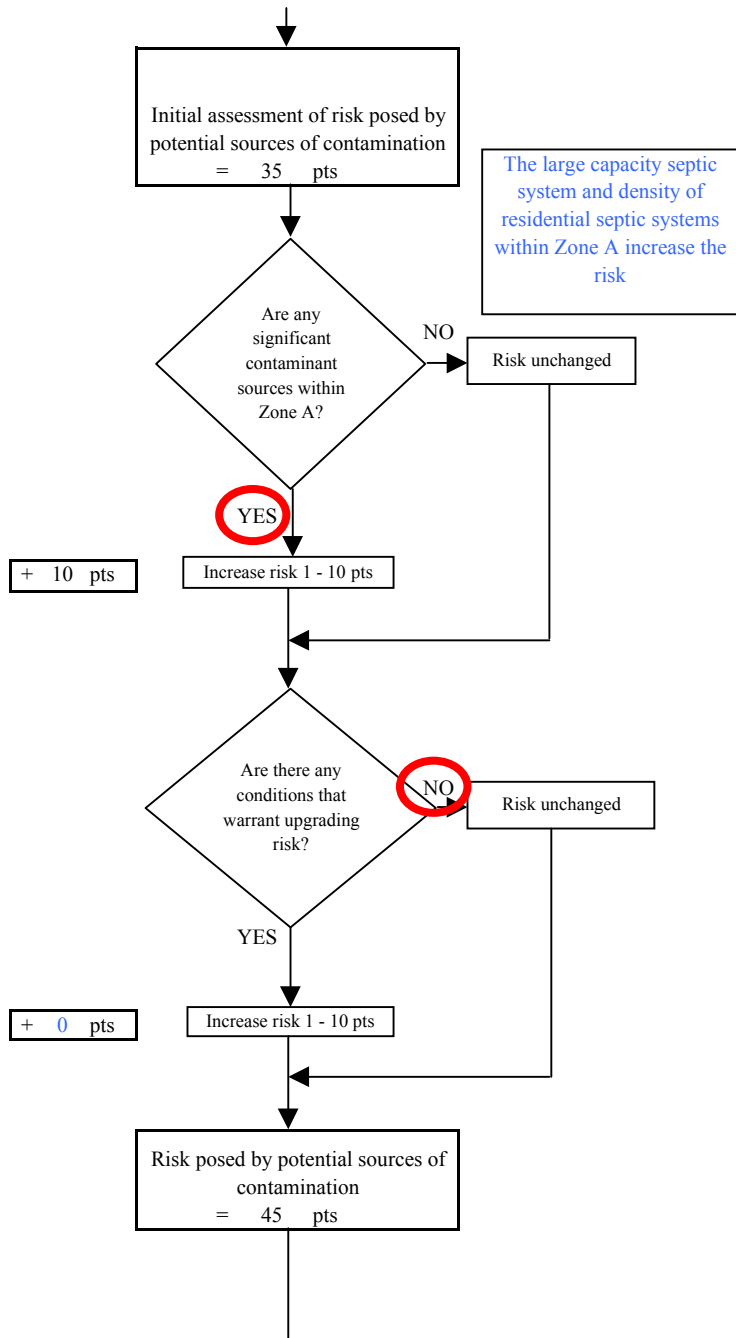 Initial assessment of risk posed by
potential sources of contamination
= 35 pts
The large capacity septic
system and density of
residential septic systems
within Zone A increase the
risk
Are any
significant
contaminant
sources within
Zone A?
NO
Risk unchanged
YES
+ 10 pts
Increase risk 1 - 10 pts
Are there any
conditions that
warrant upgrading
risk?
NO
Risk unchanged
YES
+ 0 pts
Increase risk 1 - 10 pts
Risk posed by potential sources of
contamination
= 45 pts